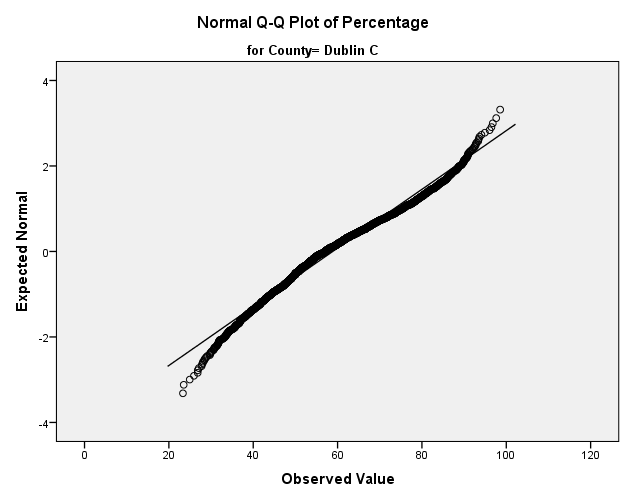 Normal Q-Q Plot of Percentage
for County= Dublin C
Expected Normal
4
2
0
-2
-4
0 20 40 60 80 100 120
Observed Value